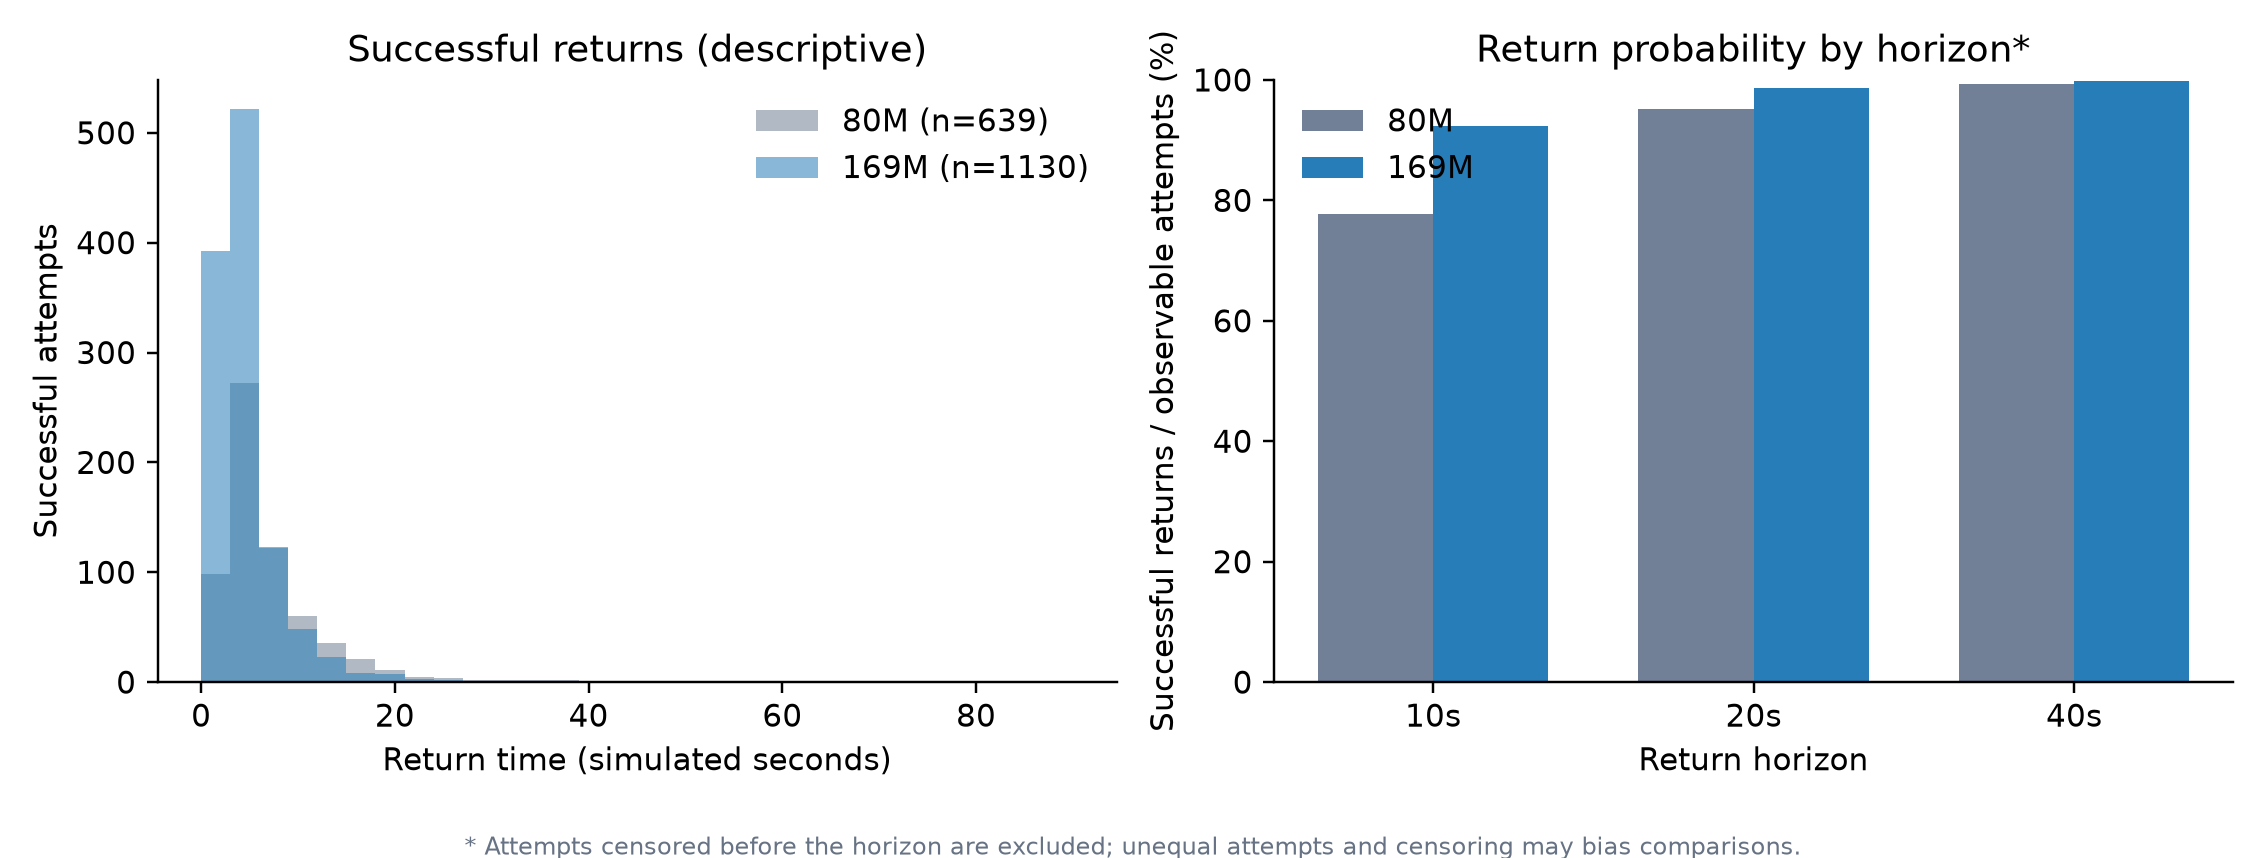 Successful returns (descriptive)
80M (n=639)
169M (n=1130)
Successful attempts
500
400
300
200
100
0
0 20 40 60 80
Return time (simulated seconds)
Return probability by horizon*
80M
169M
Successful returns / observable attempts (%)
100
80
60
40
20
0
10s 20s 40s
Return horizon
* Attempts censored before the horizon are excluded; unequal attempts and censoring may bias comparisons.